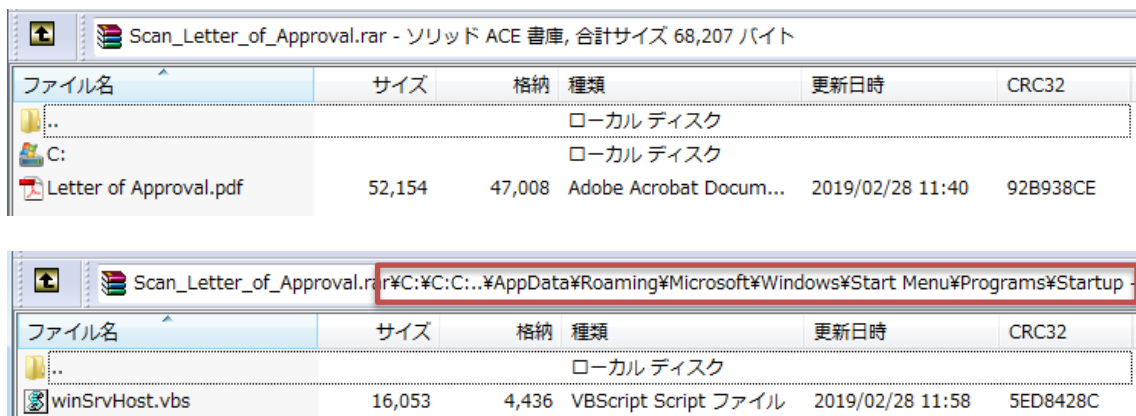 Scan_Letter_of_Approval.rar - ソリッド ACE 書庫, 合計サイズ 68,207 バイト
ファイル名 サイズ 格納 種類 更新日時 CRC32
.. ローカル ディスク
C: ローカル ディスク
Letter of Approval.pdf 52,154 47,008 Adobe Acrobat Docum... 2019/02/28 11:40 92B938CE
Scan_Letter_of_Approval.rar¥C:¥C:C:..¥AppData¥Roaming¥Microsoft¥Windows¥Start Menu¥Programs¥Startup -
ファイル名 サイズ 格納 種類 更新日時 CRC32
.. ローカル ディスク
winSrvHost.vbs 16,053 4,436 VBScript Script ファイル 2019/02/28 11:58 5ED8428C